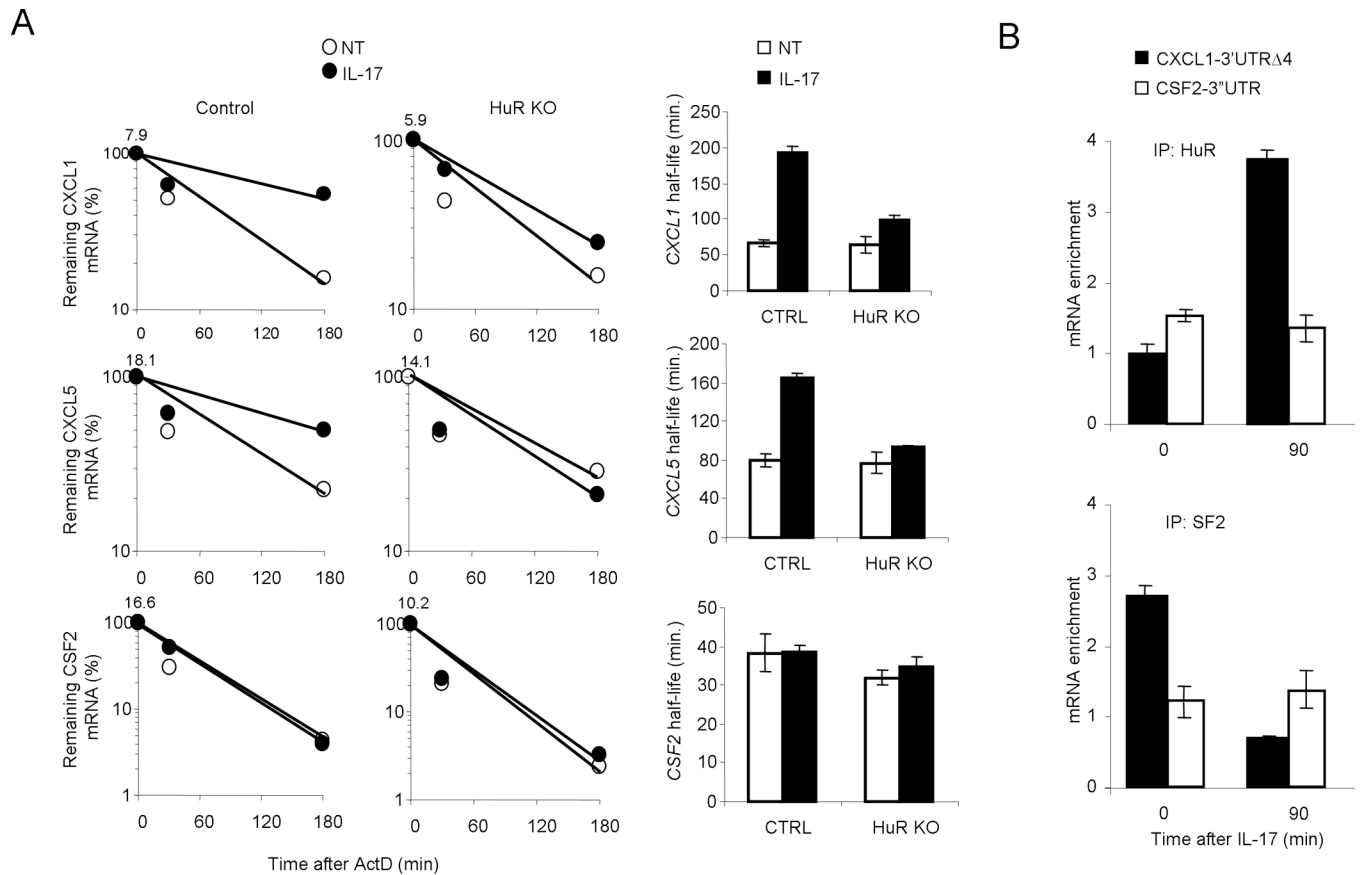 A
NT
IL-17
Control
HuR KO
Remaining CXCL1
mRNA (%)
7.9
100
10
0 60 120 180
5.9
100
10
0 60 120 180
Remaining CXCL5
mRNA (%)
18.1
100
10
0 60 120 180
14.1
100
10
0 60 120 180
Remaining CSF2
mRNA (%)
16.6
100
10
1
0 60 120 180
10.2
100
10
1
0 60 120 180
Time after ActD (min)
NT
IL-17
CXCL1 half-life (min.)
250
200
150
100
50
0
CTRL HuR KO
CXCL5 half-life (min.)
200
160
120
80
40
0
CTRL HuR KO
CSF2 half-life (min.)
50
40
30
20
10
0
CTRL HuR KO
B
CXCL1-3'UTRΔ4
CSF2-3"UTR
IP: HuR
mRNA enrichment
4
3
2
1
0
0 90
IP: SF2
mRNA enrichment
4
3
2
1
0
0 90
Time after IL-17 (min)